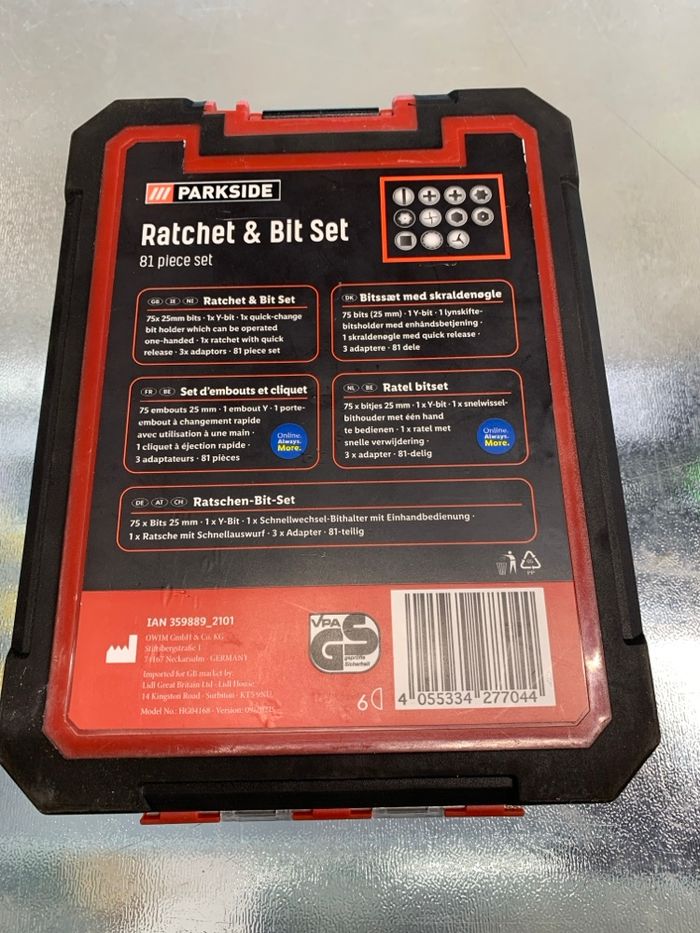 PARKSIDE
Ratchet & Bit Set
81 piece set
GB IE NI Ratchet & Bit Set
75x 25mm bits · 1x Y-bit · 1x quick-change
bit holder which can be operated
one-handed · 1x ratchet with quick
release · 3x adaptors · 81 piece set
DK Bitssæt med skraldenøgle
75 bits (25 mm) · 1 Y-bit · 1 lynskifte-
bitsholder med enhåndsbetjening ·
1 skraldenøgle med quick release ·
3 adaptere · 81 dele
FR BE Set d'embouts et cliquet
75 embouts 25 mm · 1 embout Y · 1 porte-
embout à changement rapide
avec utilisation à une main ·
1 cliquet à éjection rapide ·
3 adaptateurs · 81 pièces
Online.
Always.
More.
NL BE Ratel bitset
75 x bitjes 25 mm · 1 x Y-bit · 1 x snelwissel-
bithouder met één hand
te bedienen · 1 x ratel met
snelle verwijdering ·
3 x adapter · 81-delig
Online.
Always.
More.
DE AT CH Ratschen-Bit-Set
75 x Bits 25 mm · 1 x Y-Bit · 1 x Schnellwechsel-Bithalter mit Einhandbedienung ·
1 x Ratsche mit Schnellauswurf · 3 x Adapter · 81-teilig
PP
IAN 359889_2101
OWIM GmbH & Co. KG
Stiftsbergstraße 1
74167 Neckarsulm · GERMANY
Imported for GB market by:
Lidl Great Britain Ltd · Lidl House
14 Kingston Road · Surbiton · KT5 9NU
Model No.: HG04168 · Version:
VPA
GS
geprüfte
Sicherheit
6
4 055334 277044